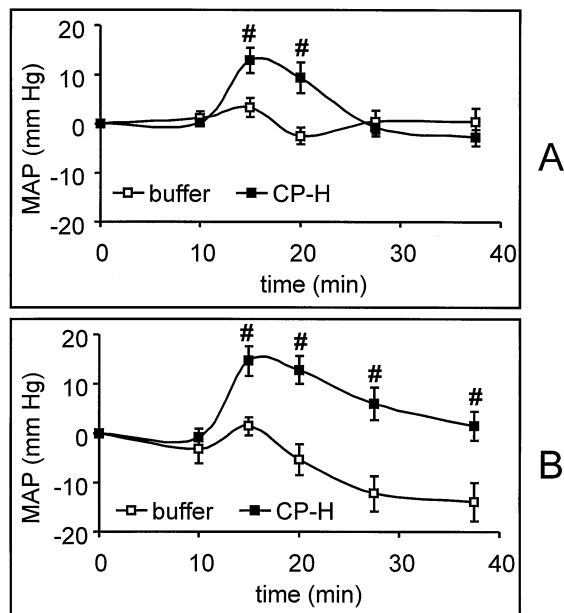 20
# #
10
MAP (mm Hg)
0
-10
buffer CP-H
-20
0 10 20 30 40
time (min)
A
20
# # # #
10
MAP (mm Hg)
0
-10
buffer CP-H
-20
0 10 20 30 40
time (min)
B